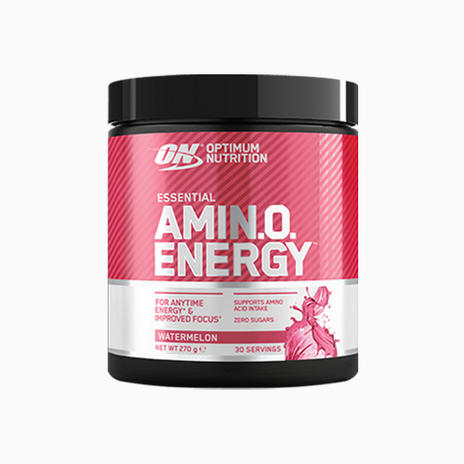 ON OPTIMUM
NUTRITION
ESSENTIAL
AMIN.O.
ENERGY™
FOR ANYTIME
ENERGY* &
IMPROVED FOCUS*
SUPPORTS AMINO
ACID INTAKE
ZERO SUGARS
WATERMELON
NET WT 270 g ℮
30 SERVINGS